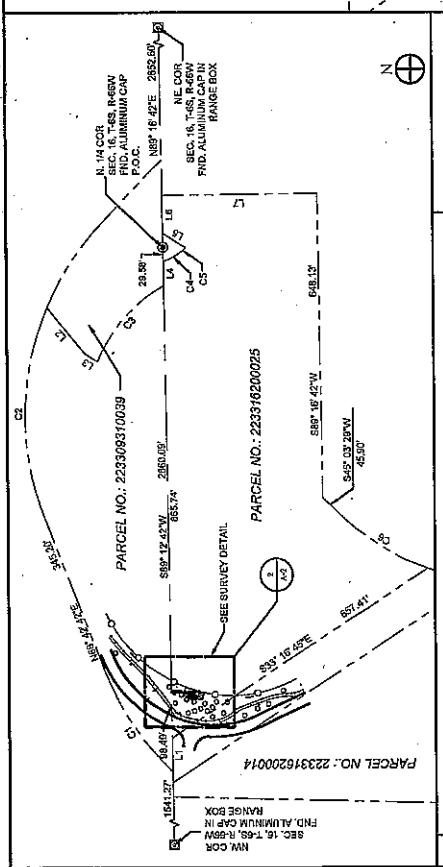 N. 1/4 COR
SEC. 16, T-6S, R-66W
FND. ALUMINUM CAP
P.O.C.
N89° 16' 42"E 2652.60'
NE. COR
SEC. 16, T-6S, R-66W
FND. ALUMINUM CAP IN
RANGE BOX
N
29.58'
L6
L5
L4
C4
C5
L7
C2
L2
L3
C3
PARCEL NO.: 223309310039
S89° 12' 42"W 2660.09'
865.74'
PARCEL NO.: 223316200025
648.13'
S89° 16' 42"W
S45° 03' 29"W
45.90'
345.20'
C1
SEE SURVEY DETAIL
2
A-2
C6
98.40'
L1
S33° 16' 45"E 657.41'
1641.27'
NW. COR
SEC. 16, T-6S, R-66W
FND. ALUMINUM CAP IN
RANGE BOX
PARCEL NO.: 223316200014